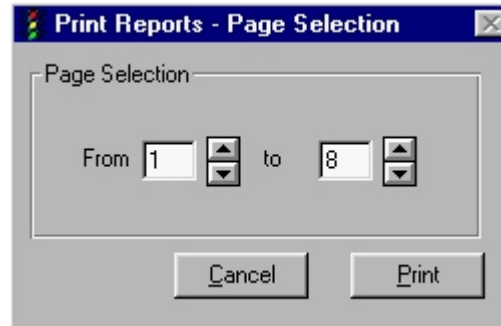 Print Reports - Page Selection
Page Selection
From 1 to 8
Cancel Print